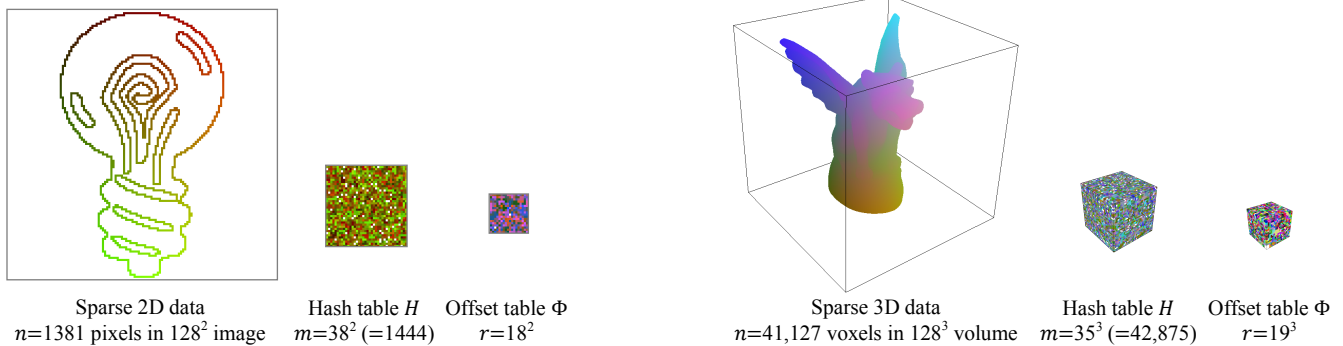 Sparse 2D data
n=1381 pixels in 128² image
Hash table H
m=38² (=1444)
Offset table Φ
r=18²
Sparse 3D data
n=41,127 voxels in 128³ volume
Hash table H
m=35³ (=42,875)
Offset table Φ
r=19³